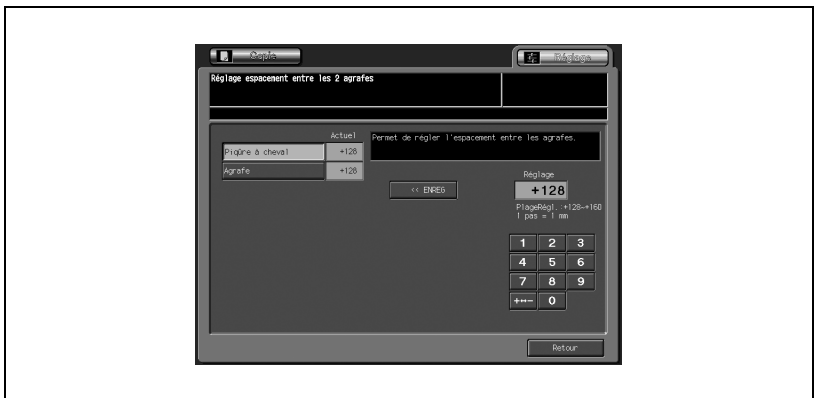 Copie
Réglage
Réglage espacement entre les 2 agrafes
Actuel
Permet de régler l'espacement entre les agrafes.
Piqûre à cheval
+128
Agrafe
+128
<< ENREG
Réglage
+128
PlageRégl. :+128~+160
1 pas = 1 mm
1 2 3
4 5 6
7 8 9
+↔− 0
Retour